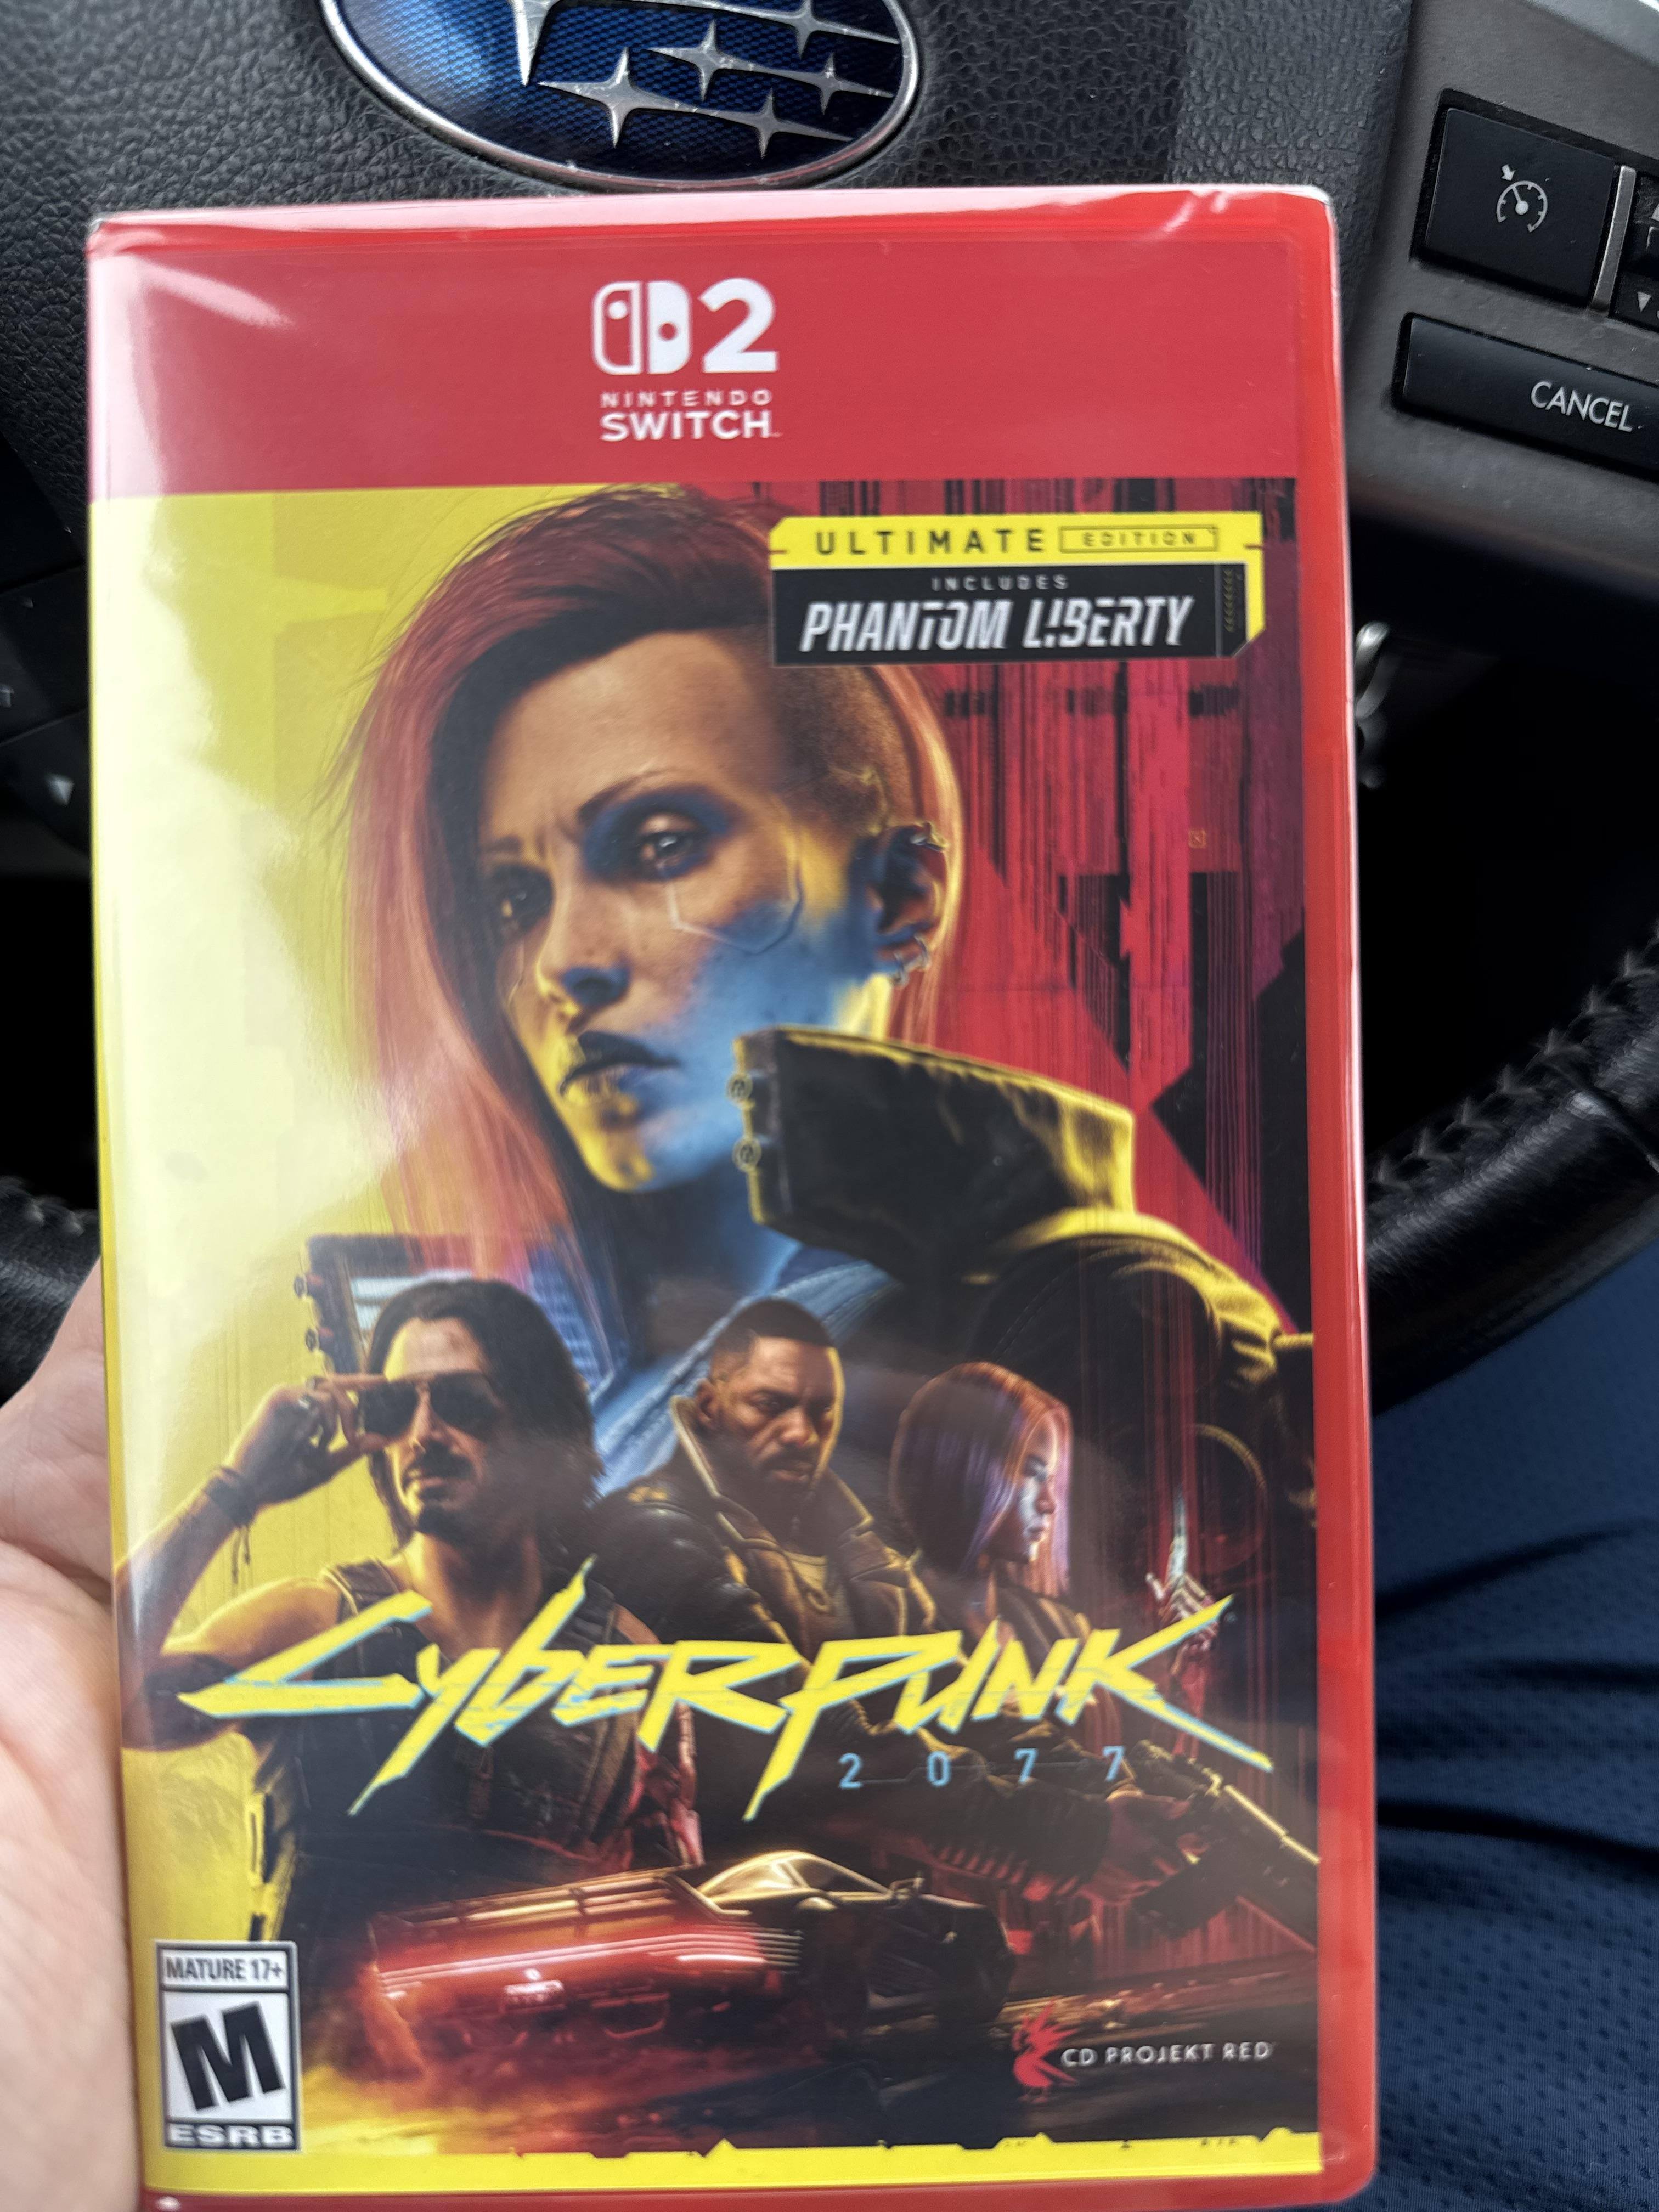 2
NINTENDO
SWITCH
CANCEL
ULTIMATE EDITION
INCLUDES
PHANTOM LIBERTY
CYBERPUNK
2077
MATURE 17+
M
ESRB
CD PROJEKT RED